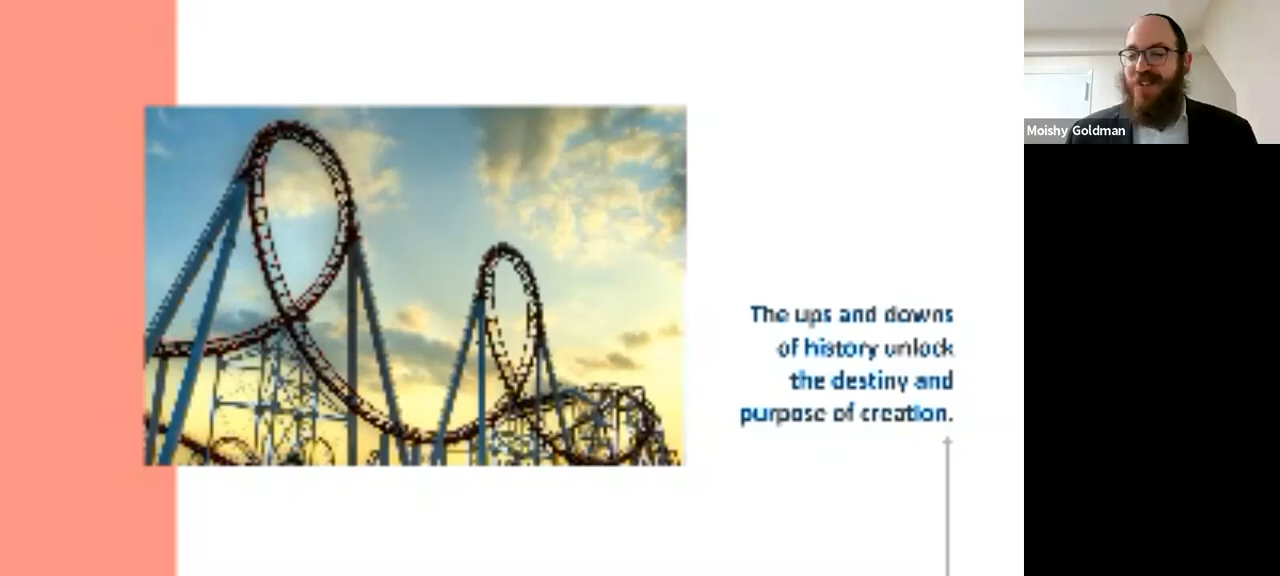 The ups and downs
of history unlock
the destiny and
purpose of creation.
Moishy Goldman